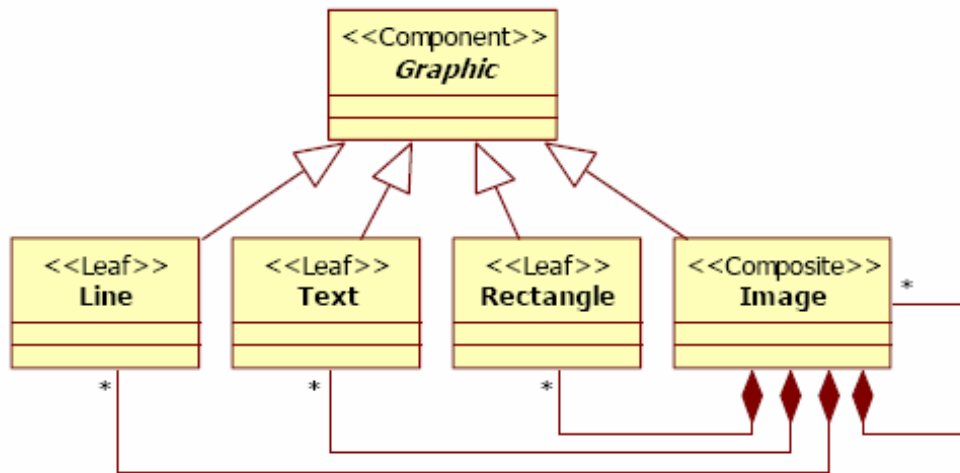 <<Component>>
Graphic
<<Leaf>>
Line
<<Leaf>>
Text
<<Leaf>>
Rectangle
<<Composite>>
Image
*
*
*
*